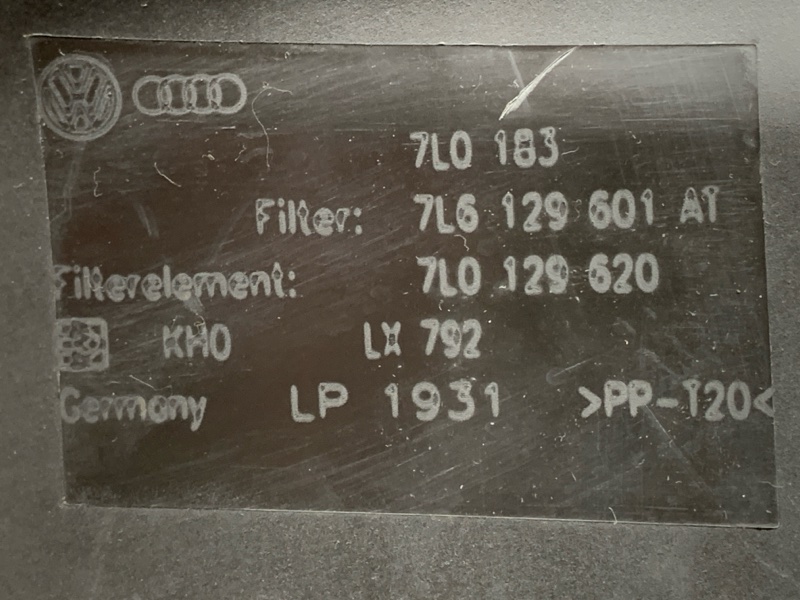 7L0 183
Filter: 7L6 129 601 AT
Filterelement: 7L0 129 620
KHO LX 792
Germany LP 1931 >PP-T20<